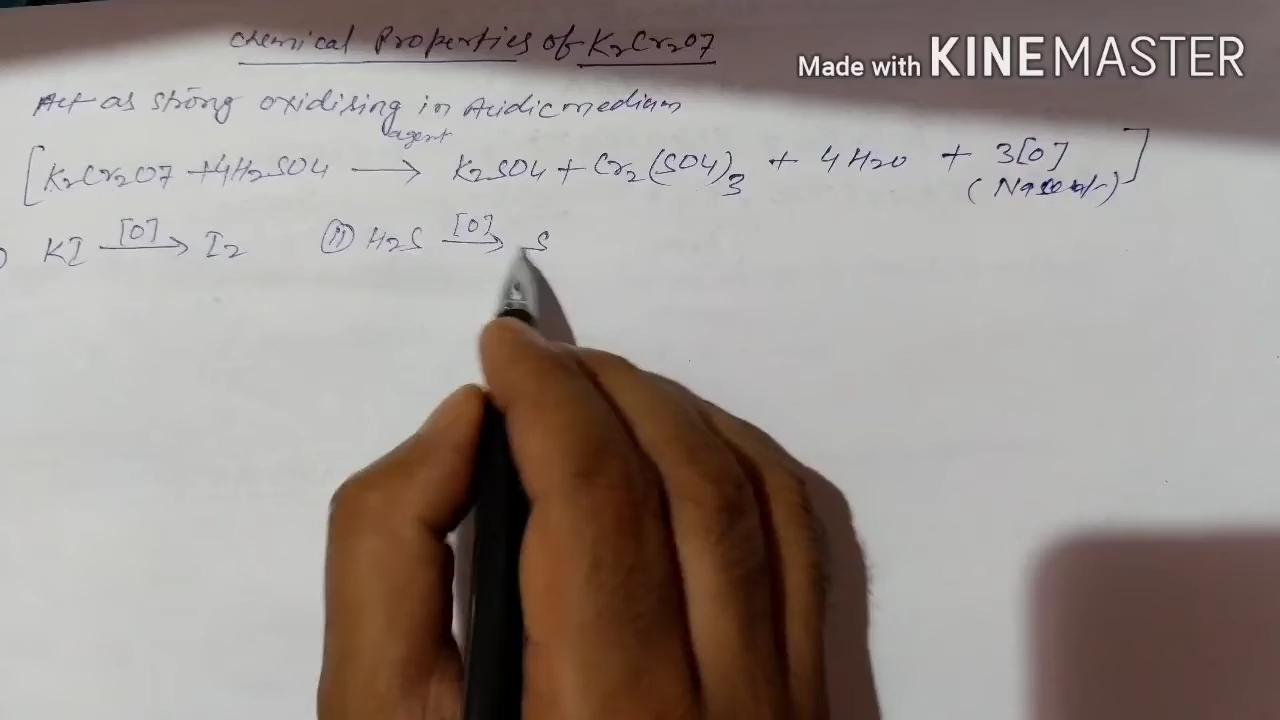 Chemical Properties of K2Cr2O7
Made with KINEMASTER
Act as strong oxidising in Acidic medium
agent
[K2Cr2O7 + 4H2SO4 → K2SO4 + Cr2(SO4)3 + 4H2O + 3[O]]
KI [O]→ I2 (II) H2S [O]→ S